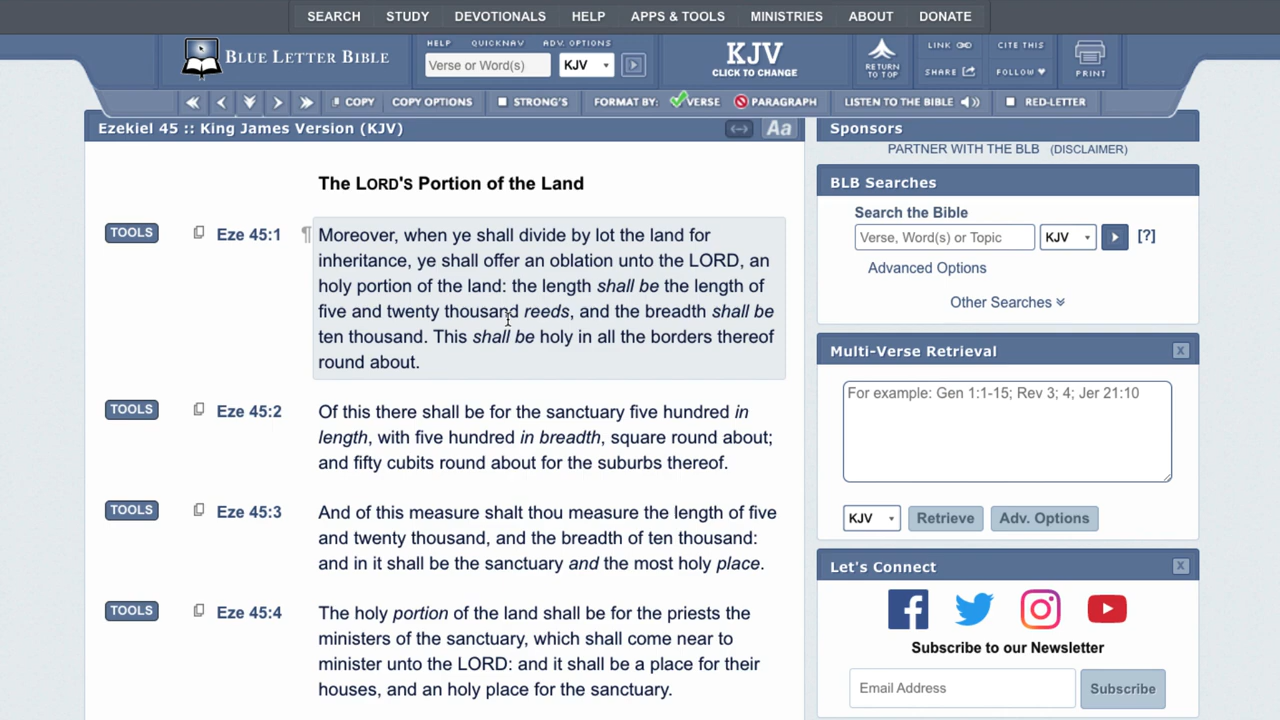 SEARCH STUDY DEVOTIONALS HELP APPS & TOOLS MINISTRIES ABOUT DONATE
BLUE LETTER BIBLE
HELP QUICKNAV ADV. OPTIONS
Verse or Word(s) KJV
KJV
CLICK TO CHANGE
RETURN
TO TOP
LINK CITE THIS
SHARE FOLLOW
PRINT
COPY COPY OPTIONS STRONG'S FORMAT BY: VERSE PARAGRAPH LISTEN TO THE BIBLE RED-LETTER
Ezekiel 45 :: King James Version (KJV)
Aa
The LORD'S Portion of the Land
TOOLS Eze 45:1 ¶ Moreover, when ye shall divide by lot the land for
inheritance, ye shall offer an oblation unto the LORD, an
holy portion of the land: the length shall be the length of
five and twenty thousand reeds, and the breadth shall be
ten thousand. This shall be holy in all the borders thereof
round about.
TOOLS Eze 45:2 Of this there shall be for the sanctuary five hundred in
length, with five hundred in breadth, square round about;
and fifty cubits round about for the suburbs thereof.
TOOLS Eze 45:3 And of this measure shalt thou measure the length of five
and twenty thousand, and the breadth of ten thousand:
and in it shall be the sanctuary and the most holy place.
TOOLS Eze 45:4 The holy portion of the land shall be for the priests the
ministers of the sanctuary, which shall come near to
minister unto the LORD: and it shall be a place for their
houses, and an holy place for the sanctuary.
Sponsors
PARTNER WITH THE BLB (DISCLAIMER)
BLB Searches
Search the Bible
Verse, Word(s) or Topic KJV [?]
Advanced Options
Other Searches
Multi-Verse Retrieval X
For example: Gen 1:1-15; Rev 3; 4; Jer 21:10
KJV Retrieve Adv. Options
Let's Connect X
Subscribe to our Newsletter
Email Address Subscribe